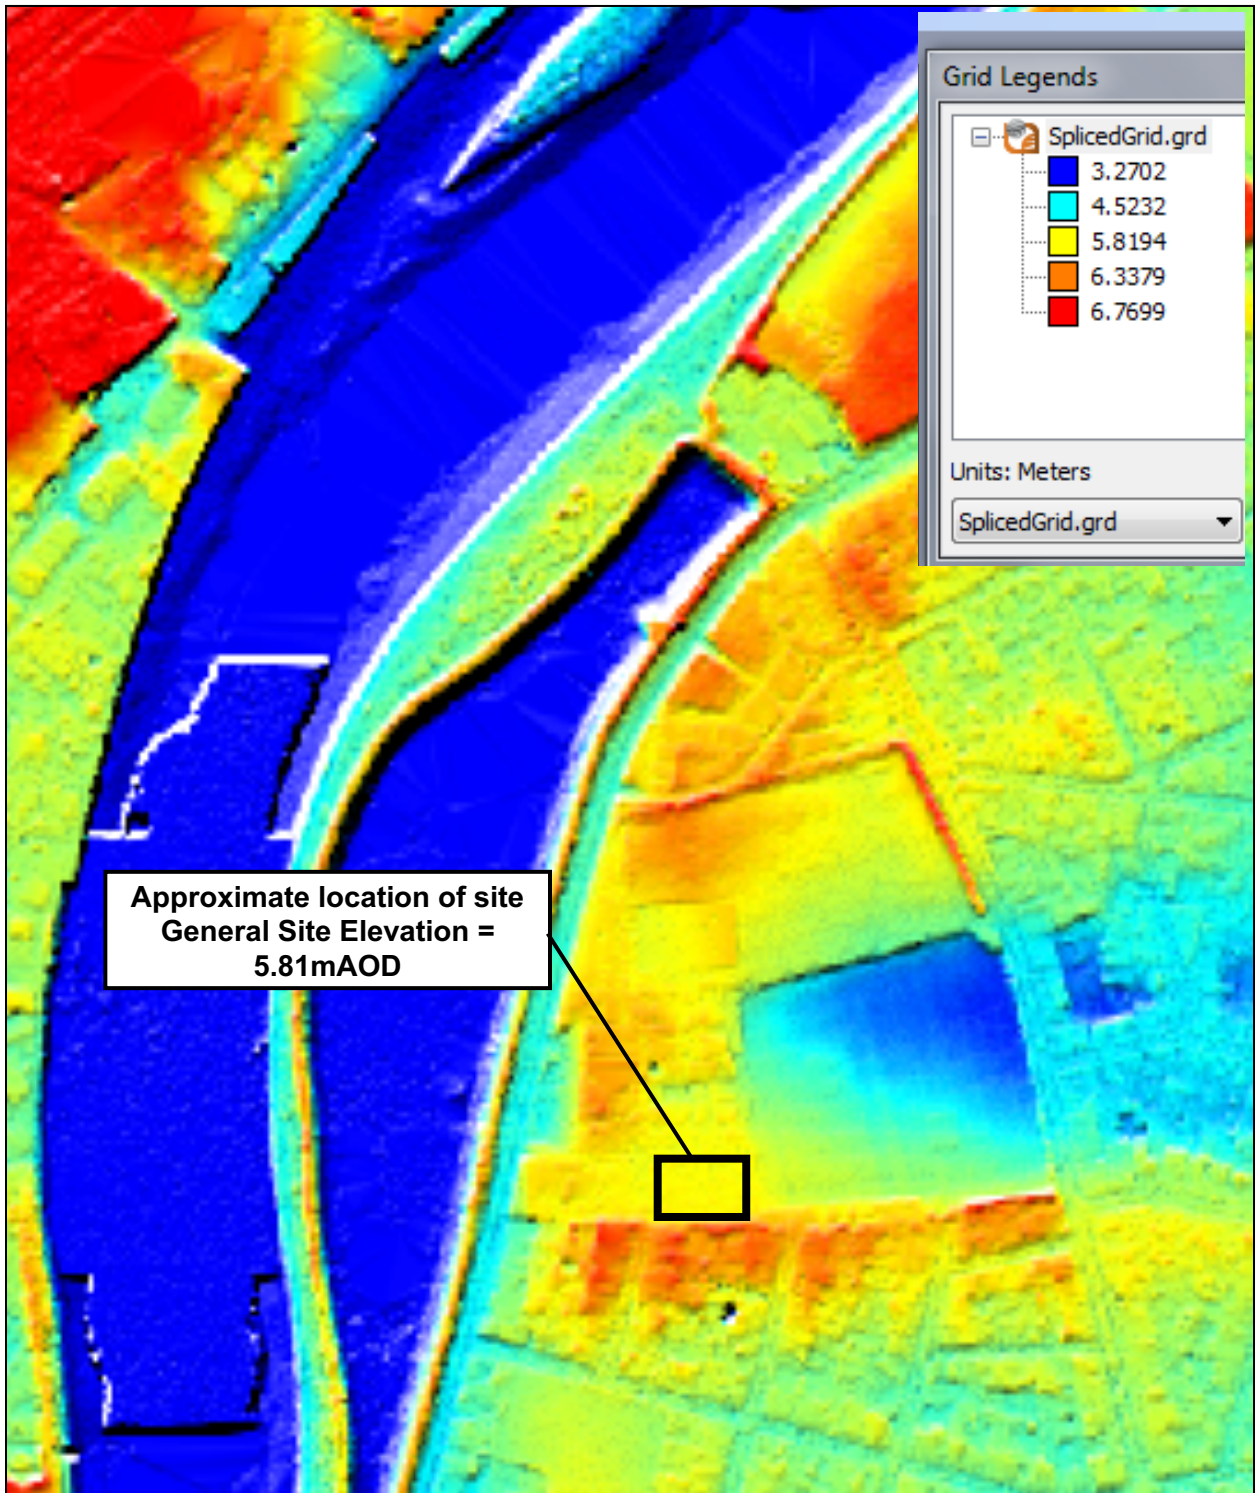 Grid Legends
SplicedGrid.grd
3.2702
4.5232
5.8194
6.3379
6.7699
Units: Meters
SplicedGrid.grd
Approximate location of site
General Site Elevation =
5.81mAOD